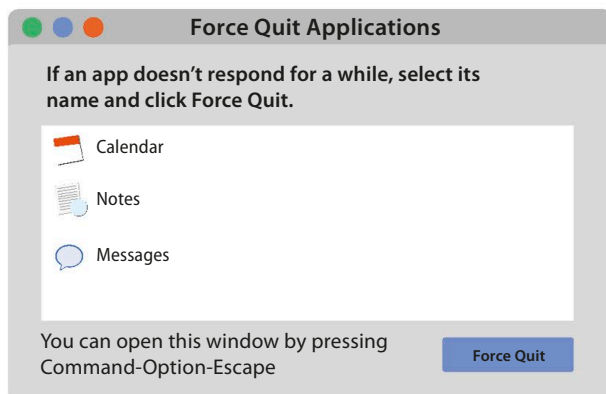 Force Quit Applications
If an app doesn’t respond for a while, select its
name and click Force Quit.
Calendar
Notes
Messages
You can open this window by pressing
Command-Option-Escape
Force Quit